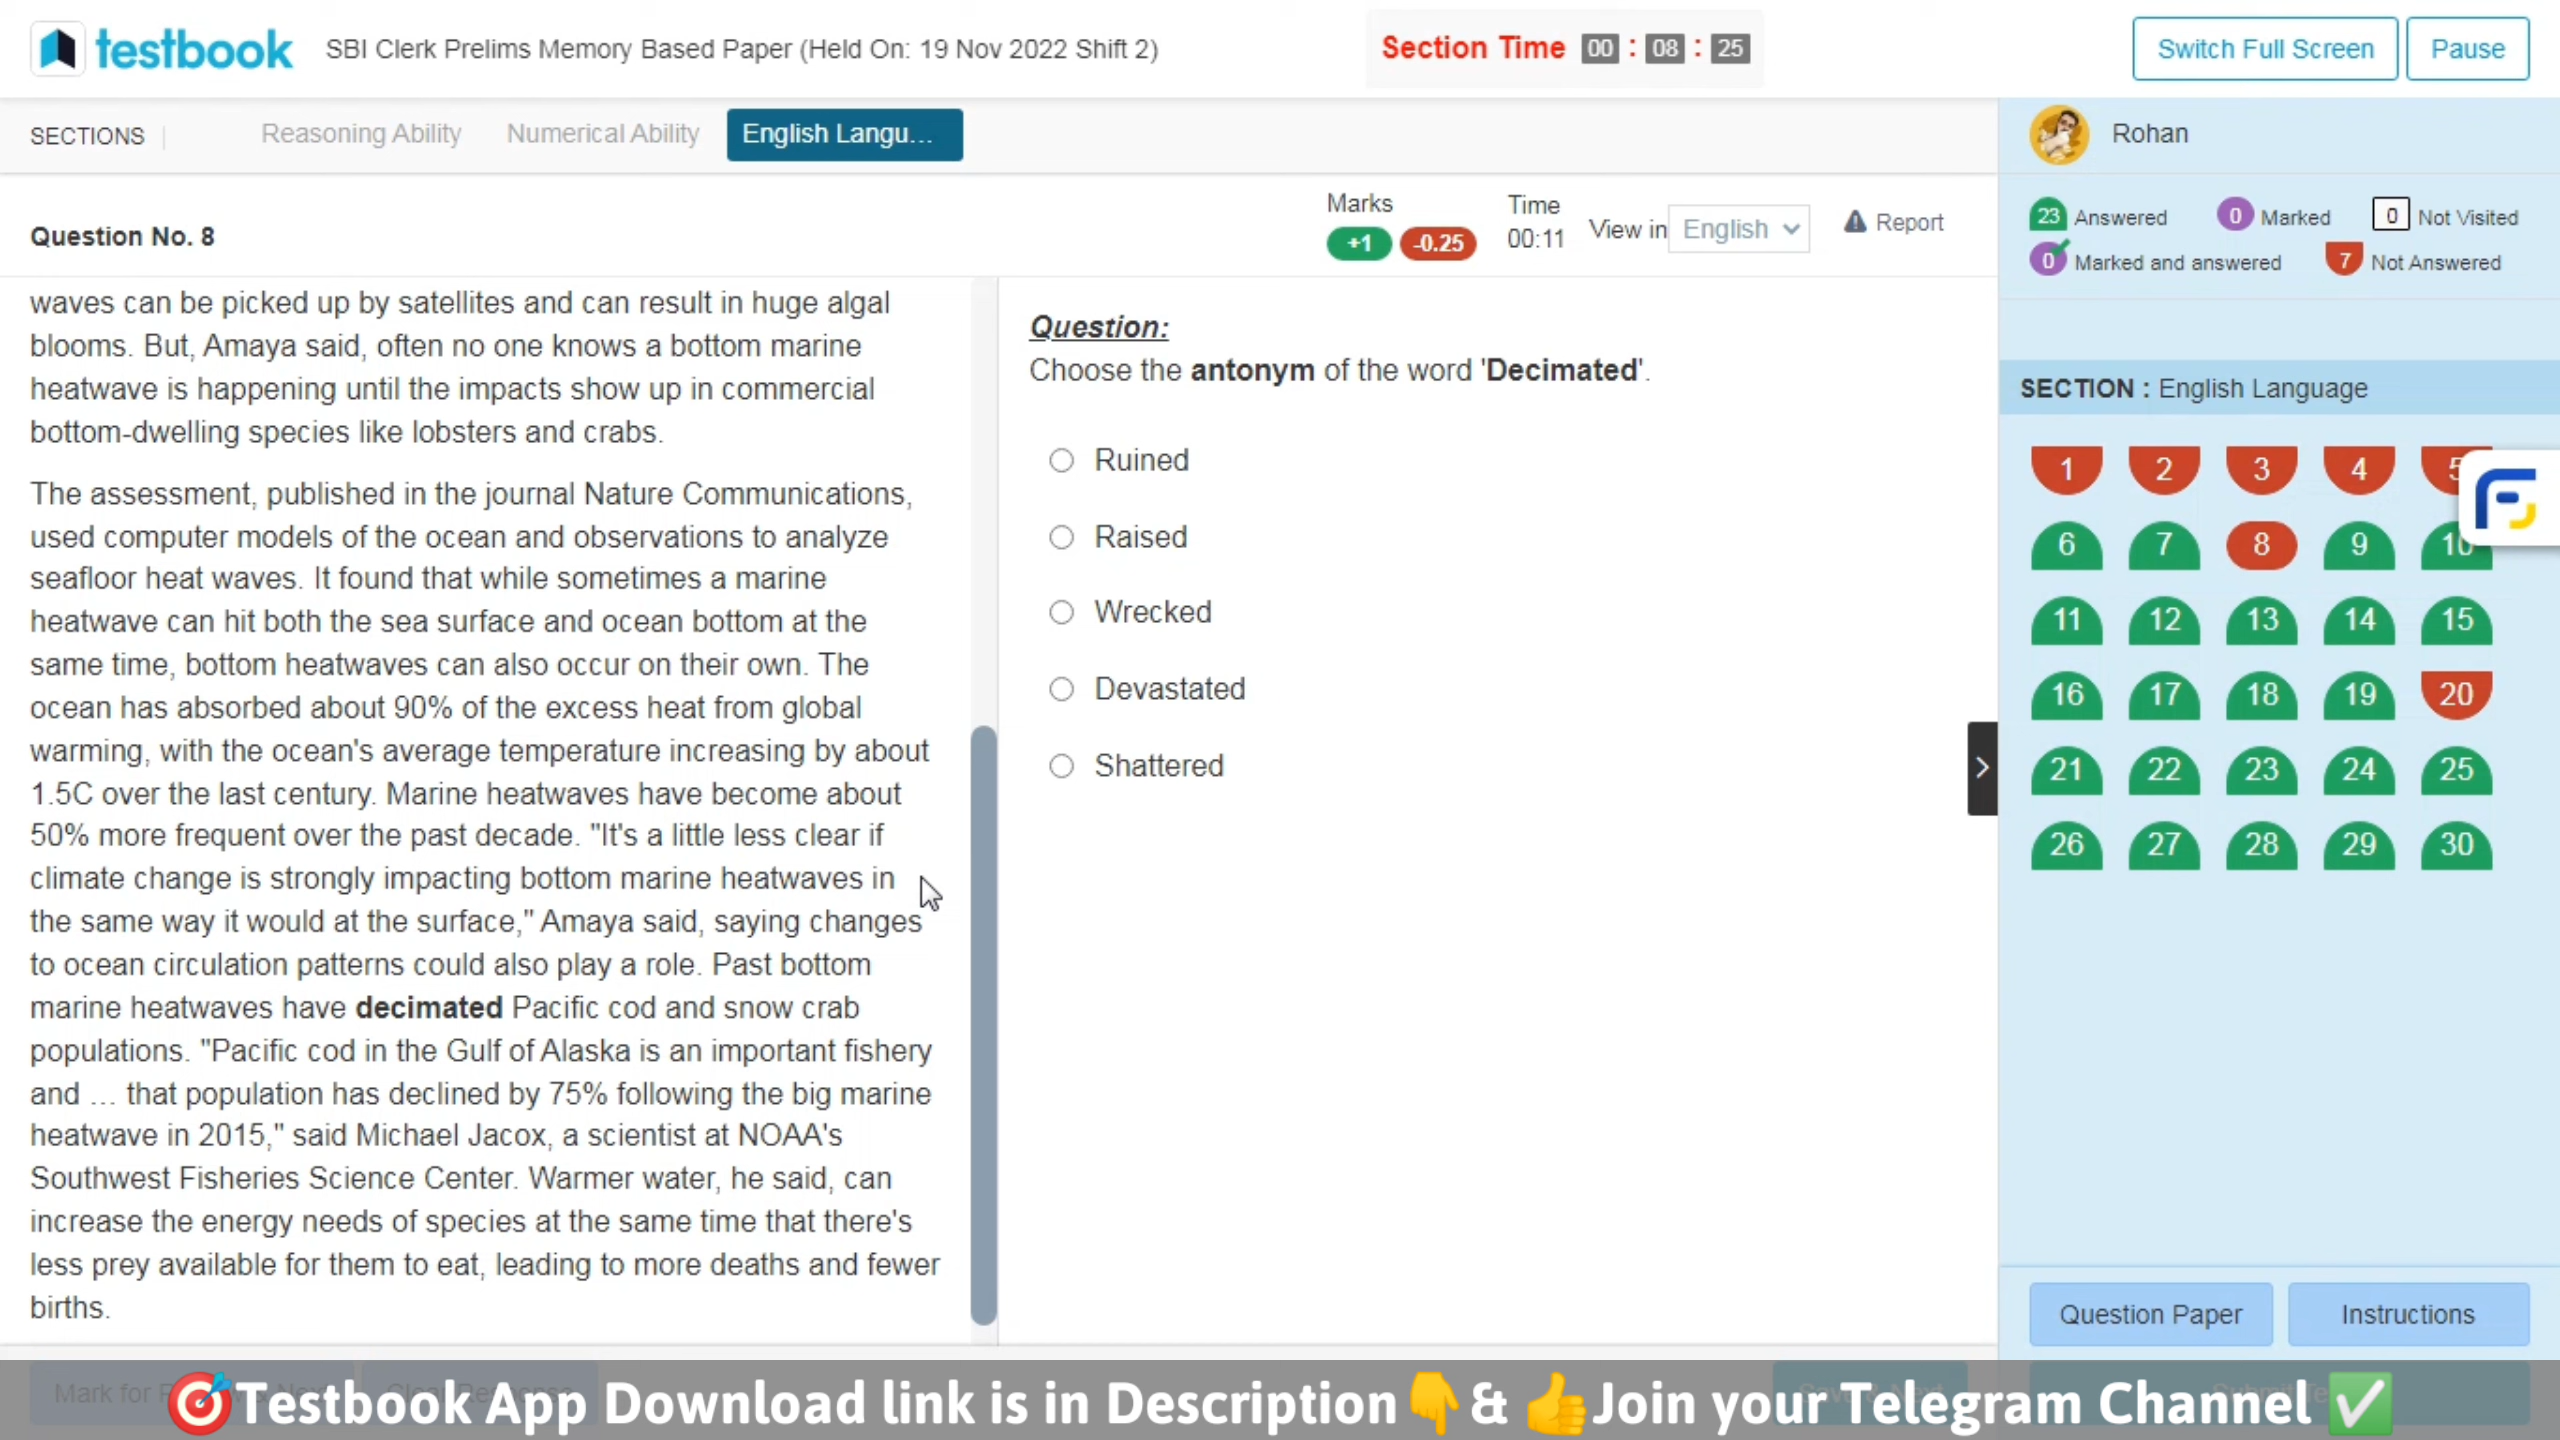 testbook SBI Clerk Prelims Memory Based Paper (Held On: 19 Nov 2022 Shift 2) Section Time 00 : 08 : 25 Switch Full Screen Pause
SECTIONS Reasoning Ability Numerical Ability English Langu...
Rohan
Question No. 8
Marks
+1 -0.25
Time
00:11
View in English
Report
23 Answered 0 Marked 0 Not Visited
0 Marked and answered 7 Not Answered
waves can be picked up by satellites and can result in huge algal
blooms. But, Amaya said, often no one knows a bottom marine
heatwave is happening until the impacts show up in commercial
bottom-dwelling species like lobsters and crabs.
The assessment, published in the journal Nature Communications,
used computer models of the ocean and observations to analyze
seafloor heat waves. It found that while sometimes a marine
heatwave can hit both the sea surface and ocean bottom at the
same time, bottom heatwaves can also occur on their own. The
ocean has absorbed about 90% of the excess heat from global
warming, with the ocean's average temperature increasing by about
1.5C over the last century. Marine heatwaves have become about
50% more frequent over the past decade. "It's a little less clear if
climate change is strongly impacting bottom marine heatwaves in
the same way it would at the surface," Amaya said, saying changes
to ocean circulation patterns could also play a role. Past bottom
marine heatwaves have decimated Pacific cod and snow crab
populations. "Pacific cod in the Gulf of Alaska is an important fishery
and ... that population has declined by 75% following the big marine
heatwave in 2015," said Michael Jacox, a scientist at NOAA's
Southwest Fisheries Science Center. Warmer water, he said, can
increase the energy needs of species at the same time that there's
less prey available for them to eat, leading to more deaths and fewer
births.
Question:
Choose the antonym of the word 'Decimated'.
Ruined
Raised
Wrecked
Devastated
Shattered
SECTION : English Language
1 2 3 4 5
6 7 8 9 10
11 12 13 14 15
16 17 18 19 20
21 22 23 24 25
26 27 28 29 30
Question Paper Instructions
Mark for
Testbook App Download link is in Description & Join your Telegram Channel